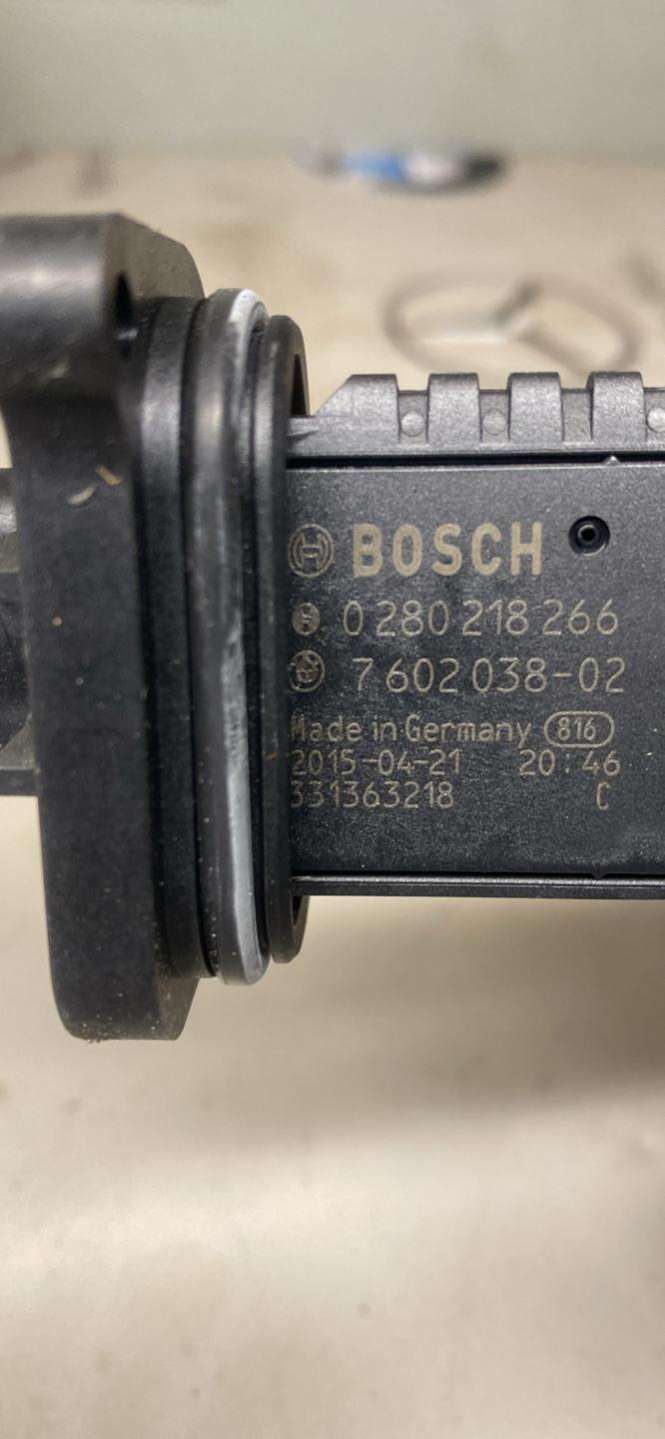 BOSCH
0 280 218 266
7 602 038-02
Made in Germany 816
2015-04-21 20:46
331363218 C